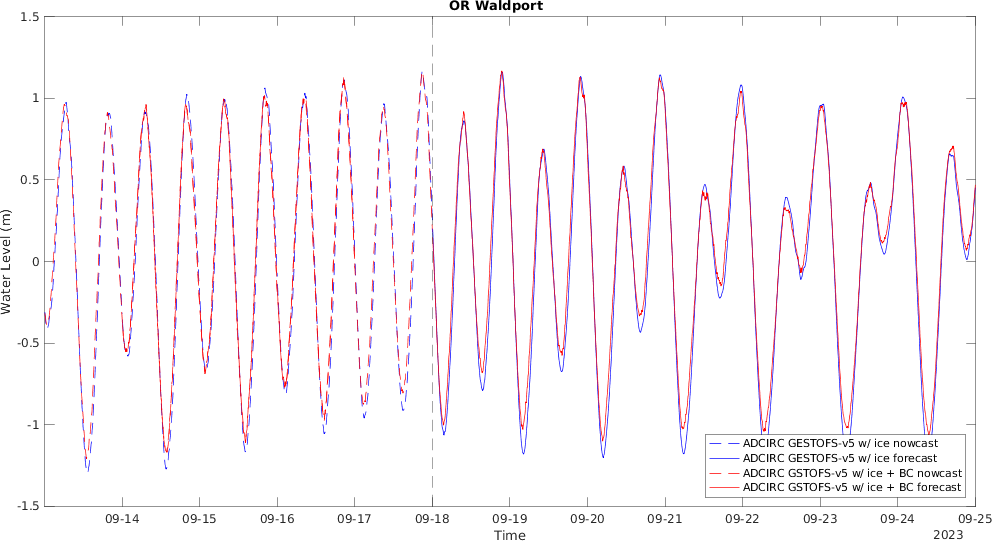 OR Waldport
Water Level (m)
1.5
1
0.5
0
-0.5
-1
-1.5
09-14 09-15 09-16 09-17 09-18 09-19 09-20 09-21 09-22 09-23 09-24 09-25
Time
2023
ADCIRC GESTOFS-v5 w/ ice nowcast
ADCIRC GESTOFS-v5 w/ ice forecast
ADCIRC GSTOFS-v5 w/ ice + BC nowcast
ADCIRC GSTOFS-v5 w/ ice + BC forecast